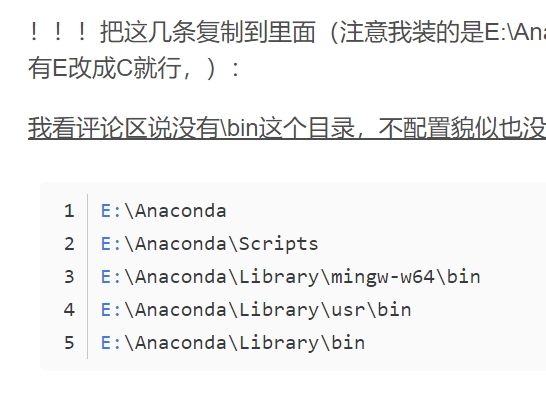 ！！！把这几条复制到里面（注意我装的是E:\Ana
有E改成C就行，）：
我看评论区说没有\bin这个目录，不配置貌似也没
1 E:\Anaconda
2 E:\Anaconda\Scripts
3 E:\Anaconda\Library\mingw-w64\bin
4 E:\Anaconda\Library\usr\bin
5 E:\Anaconda\Library\bin